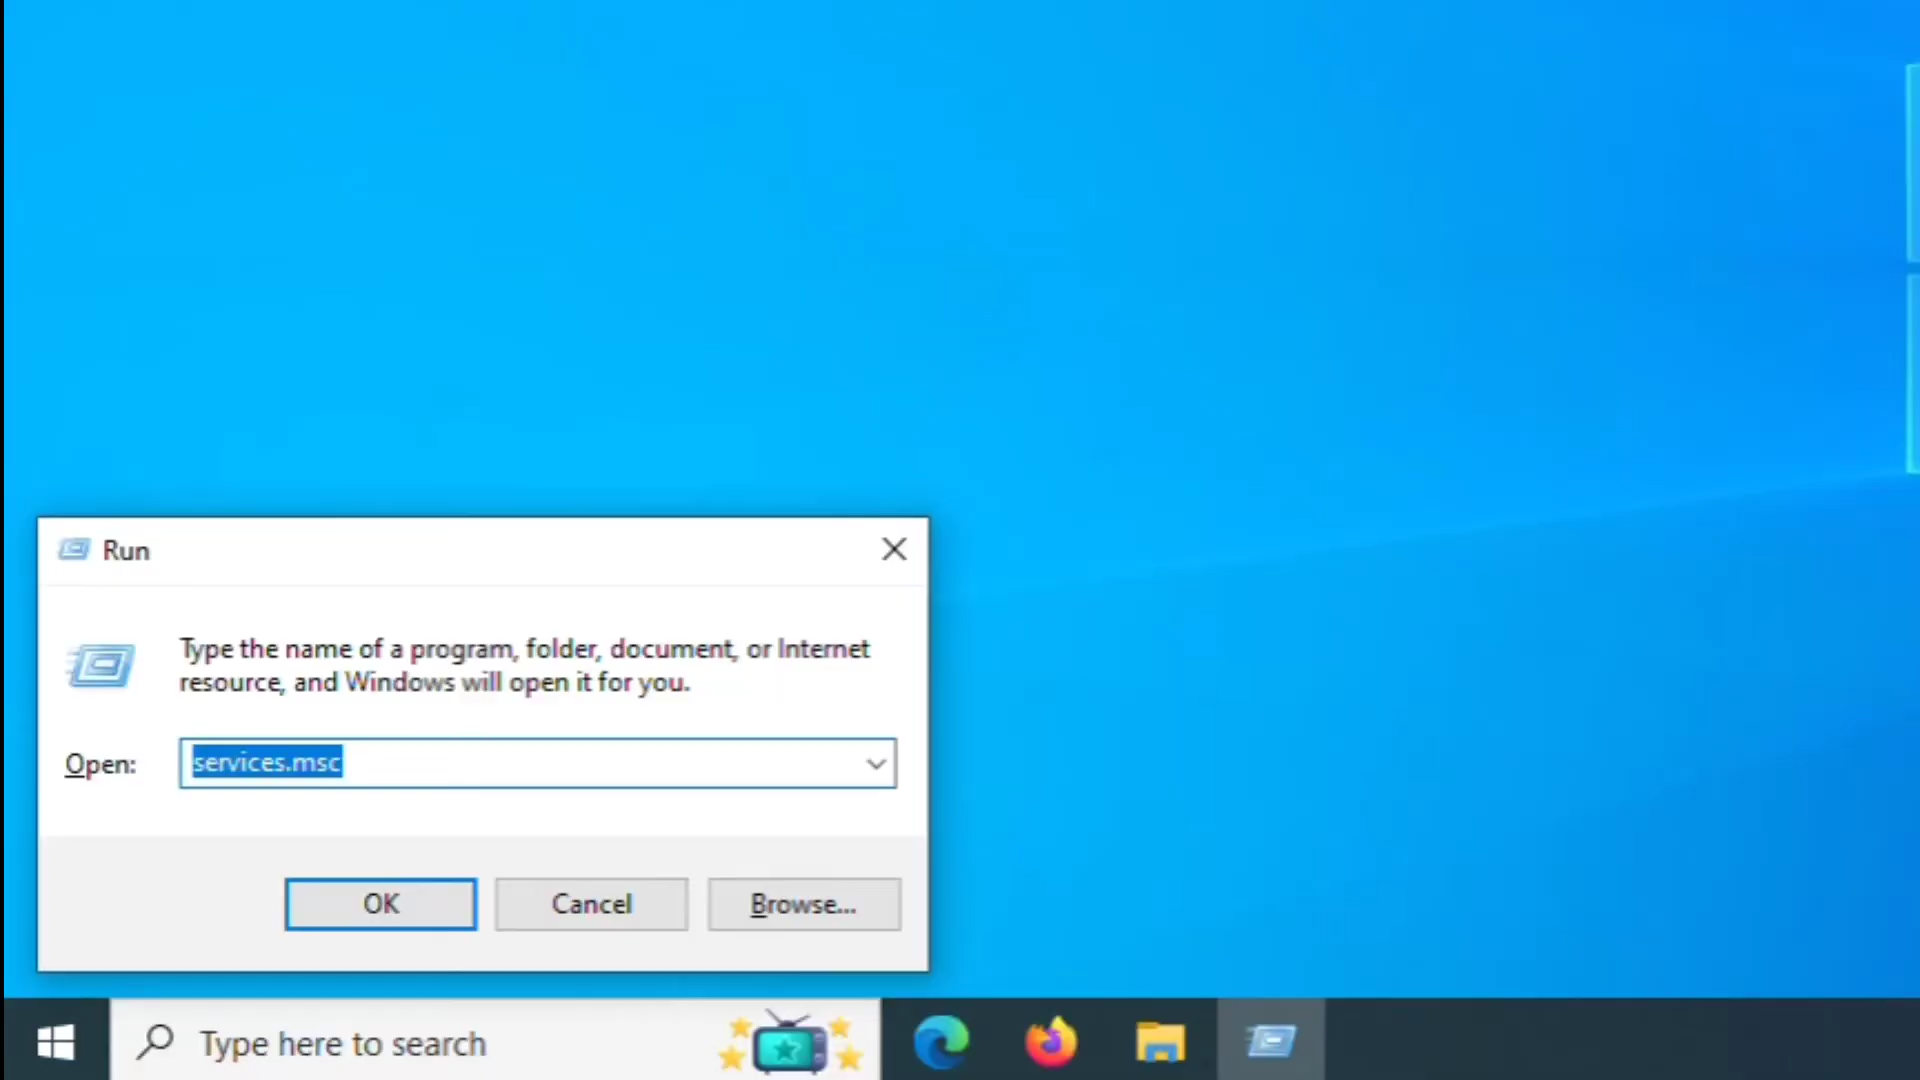 Run
Type the name of a program, folder, document, or Internet
resource, and Windows will open it for you.
Open:
services.msc
OK
Cancel
Browse...
Type here to search